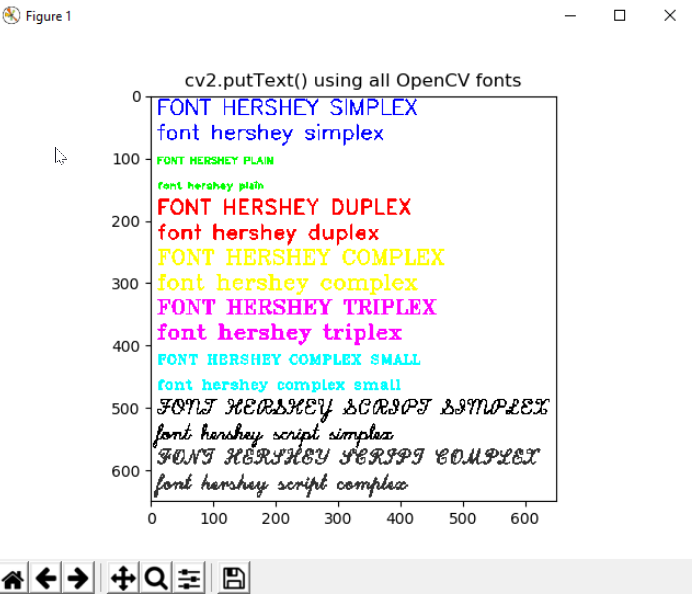 Figure 1
cv2.putText() using all OpenCV fonts
0
FONT HERSHEY SIMPLEX
font hershey simplex
100
FONT HERSHEY PLAIN
font hershey plain
200
FONT HERSHEY DUPLEX
font hershey duplex
FONT HERSHEY COMPLEX
300
font hershey complex
FONT HERSHEY TRIPLEX
font hershey triplex
400
FONT HERSHEY COMPLEX SMALL
font hershey complex small
500
FONT HERSHEY SCRIPT SIMPLEX
font hershey script simplex
FONT HERSHEY SCRIPT COMPLEX
600
font hershey script complex
0 100 200 300 400 500 600